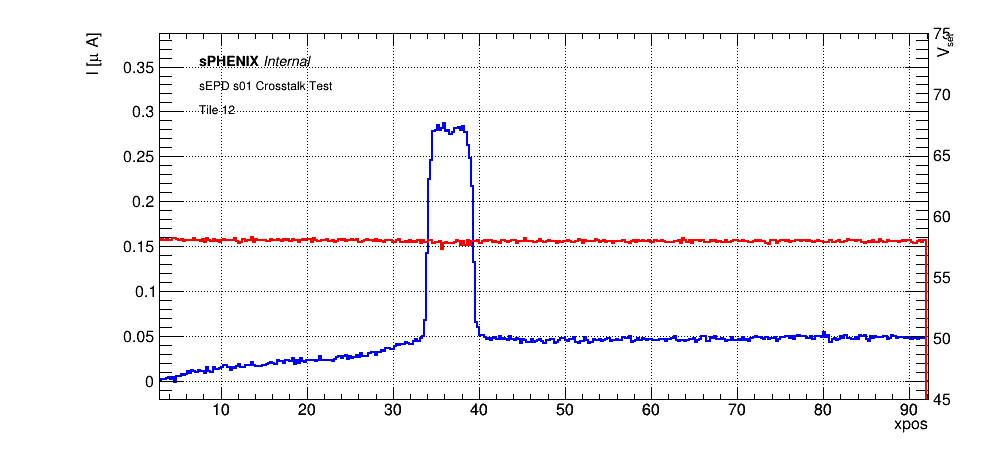 I [μ A]
sPHENIX Internal
sEPD s01 Crosstalk Test
Tile 12
0.35
0.3
0.25
0.2
0.15
0.1
0.05
0
75
V_set
70
65
60
55
50
45
10 20 30 40 50 60 70 80 90
xpos